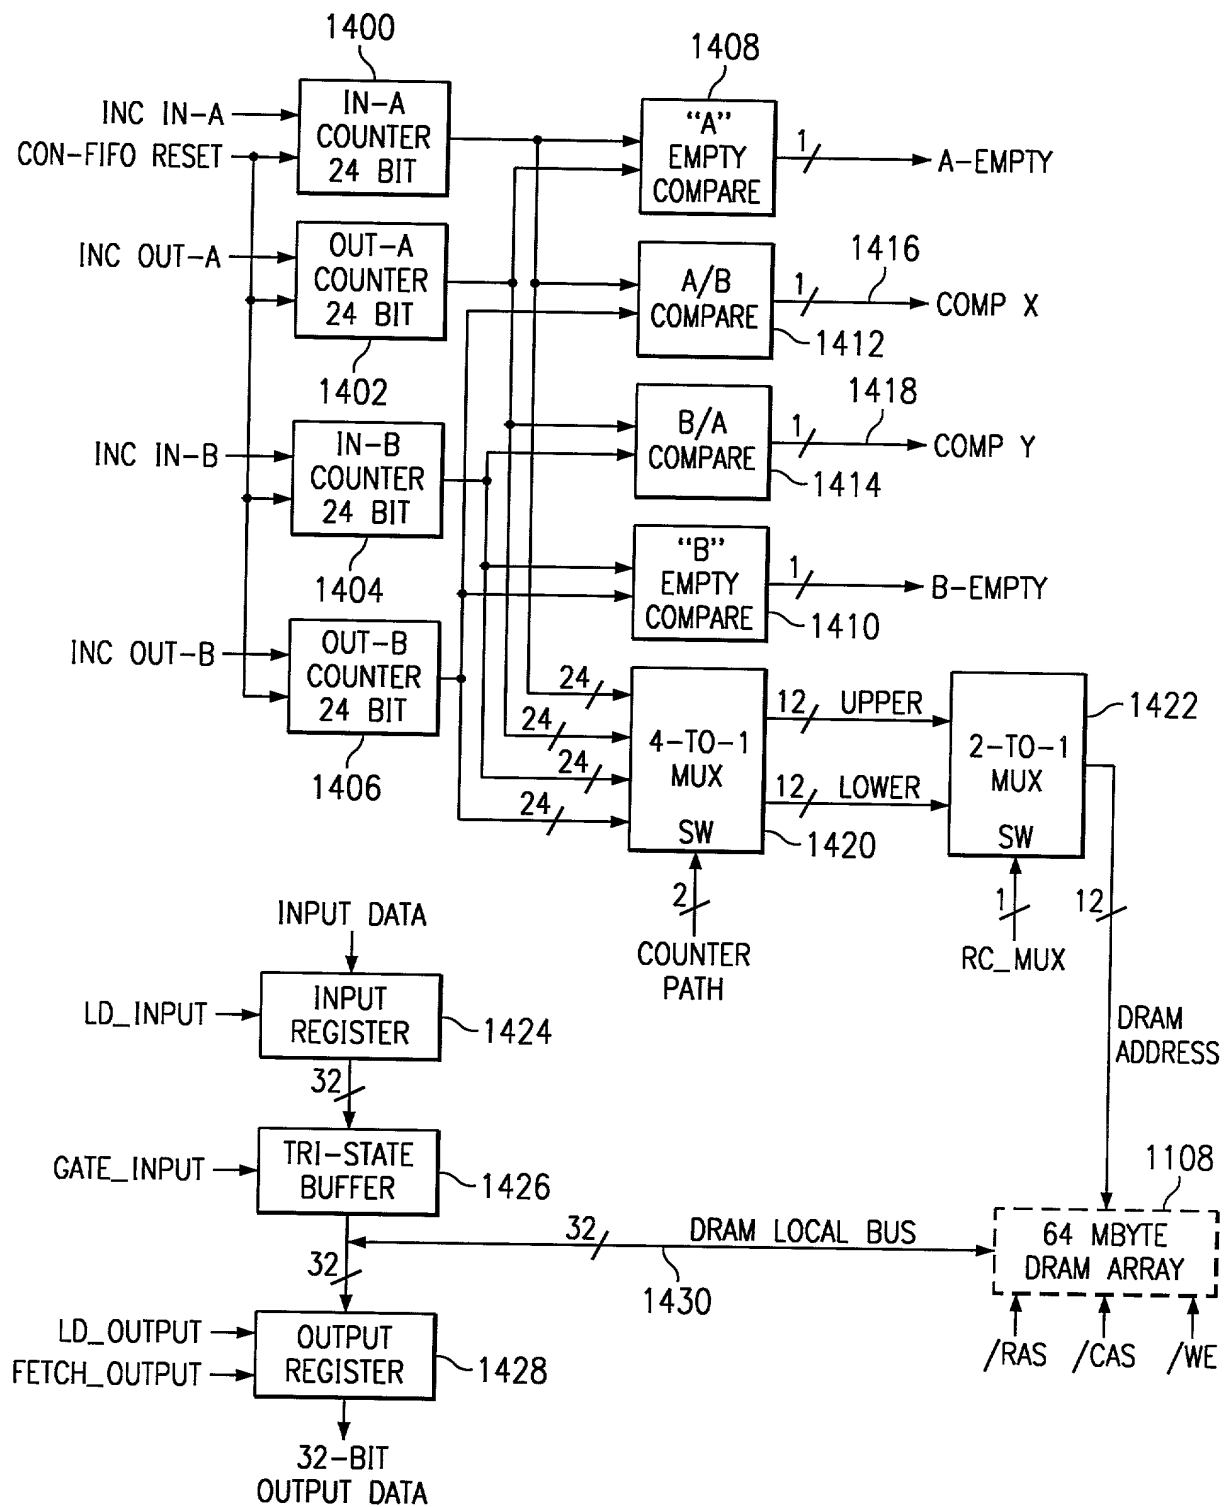 1400
INC IN-A
CON-FIFO RESET
IN-A
COUNTER
24 BIT
1408
"A"
EMPTY
COMPARE
1
A-EMPTY
INC OUT-A
OUT-A
COUNTER
24 BIT
1402
A/B
COMPARE
1412
1
1416
COMP X
INC IN-B
IN-B
COUNTER
24 BIT
1404
B/A
COMPARE
1414
1
1418
COMP Y
"B"
EMPTY
COMPARE
1410
1
B-EMPTY
INC OUT-B
OUT-B
COUNTER
24 BIT
1406
24
24
24
24
4-TO-1
MUX
SW
1420
12
UPPER
12
LOWER
2-TO-1
MUX
SW
1422
2
COUNTER
PATH
1
RC_MUX
12
DRAM
ADDRESS
INPUT DATA
LD_INPUT
INPUT
REGISTER
1424
32
GATE_INPUT
TRI-STATE
BUFFER
1426
32
32
DRAM LOCAL BUS
1430
1108
64 MBYTE
DRAM ARRAY
/RAS
/CAS
/WE
LD_OUTPUT
FETCH_OUTPUT
OUTPUT
REGISTER
1428
32-BIT
OUTPUT DATA